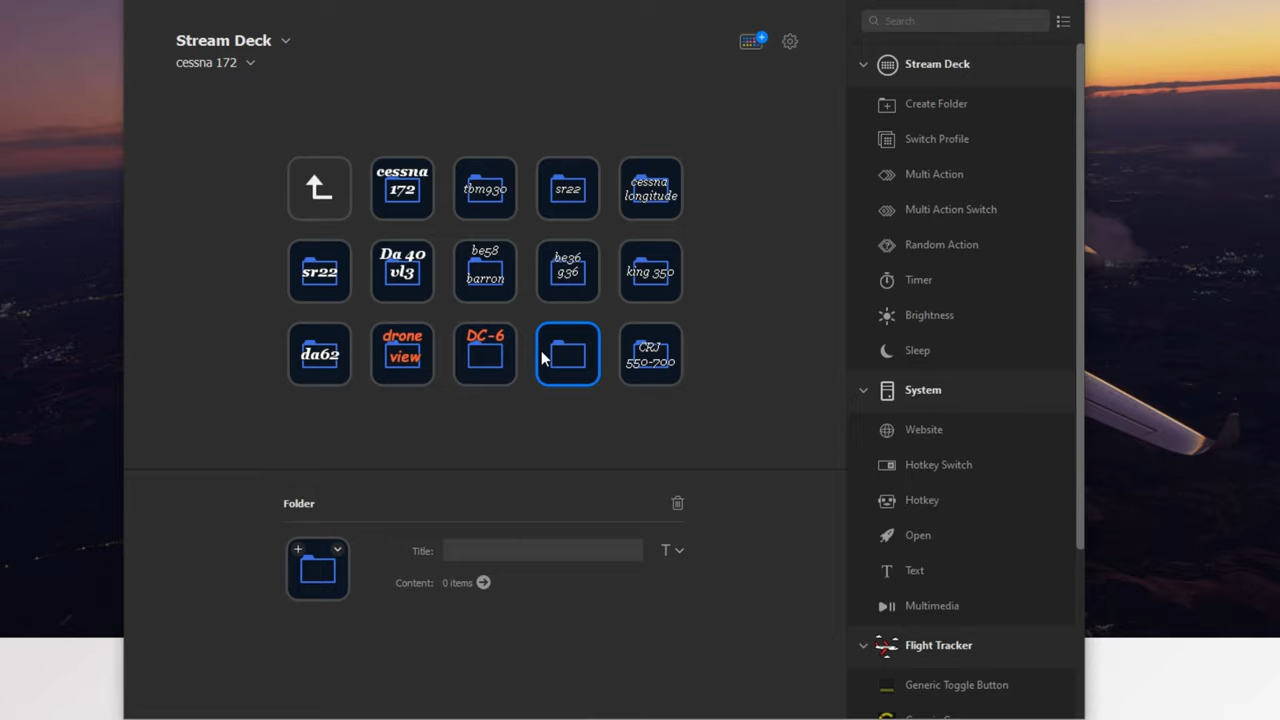 Stream Deck
cessna 172
Search
Stream Deck
Create Folder
Switch Profile
Multi Action
Multi Action Switch
Random Action
Timer
Brightness
Sleep
System
Website
Hotkey Switch
Hotkey
Open
Text
Multimedia
Flight Tracker
Generic Toggle Button
cessna
172
tbm930
sr22
cessna
longitude
sr22
Da 40
vl3
be58
barron
be36
g36
king 350
da62
drone
view
DC-6
CRJ
550-700
Folder
Title:
T
Content: 0 items